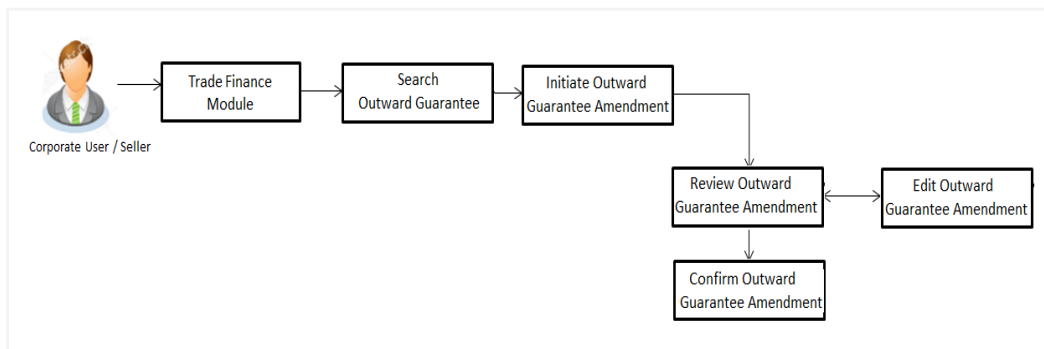 Trade Finance
Module
Search
Outward Guarantee
Initiate Outward
Guarantee Amendment
Corporate User / Seller
Review Outward
Guarantee Amendment
Edit Outward
Guarantee Amendment
Confirm Outward
Guarantee Amendment